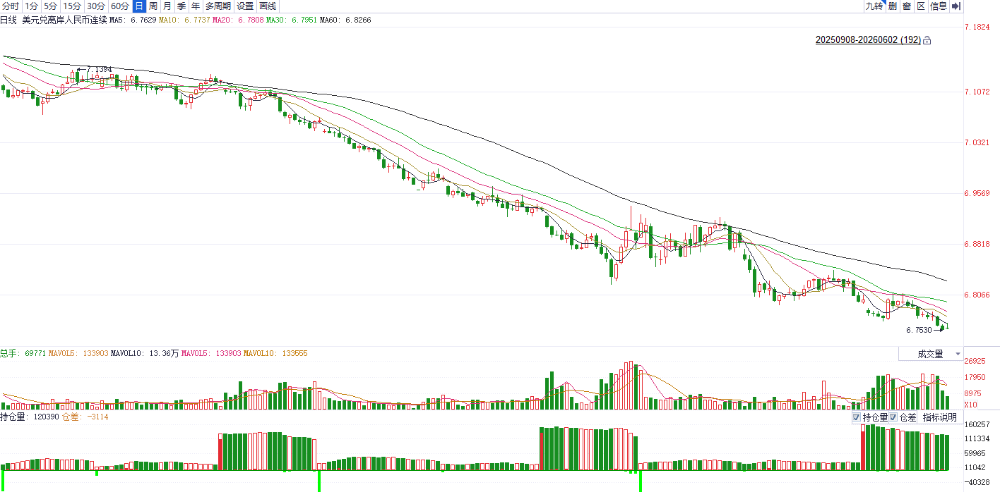 分时 1分 5分 15分 30分 60分 日 周 月 季 年 多周期 设置 画线 九转 删 窗 区 信息
日线 美元兑离岸人民币连续 MA5: 6.7629 MA10: 6.7737 MA20: 6.7808 MA30: 6.7951 MA60: 6.8266
7.1824
20250908-20260602 (192)
7.1394
7.1072
7.0321
6.9569
6.8818
6.8066
6.7530
总手: 69771 MAVOL5: 133903 MAVOL10: 13.36万 MAVOL5: 133903 MAVOL10: 133555
成交量
26925
17950
8975
X10
持仓量: 120390 仓差: -3114
持仓量 仓差 指标说明
160257
111334
59965
11042
-40328